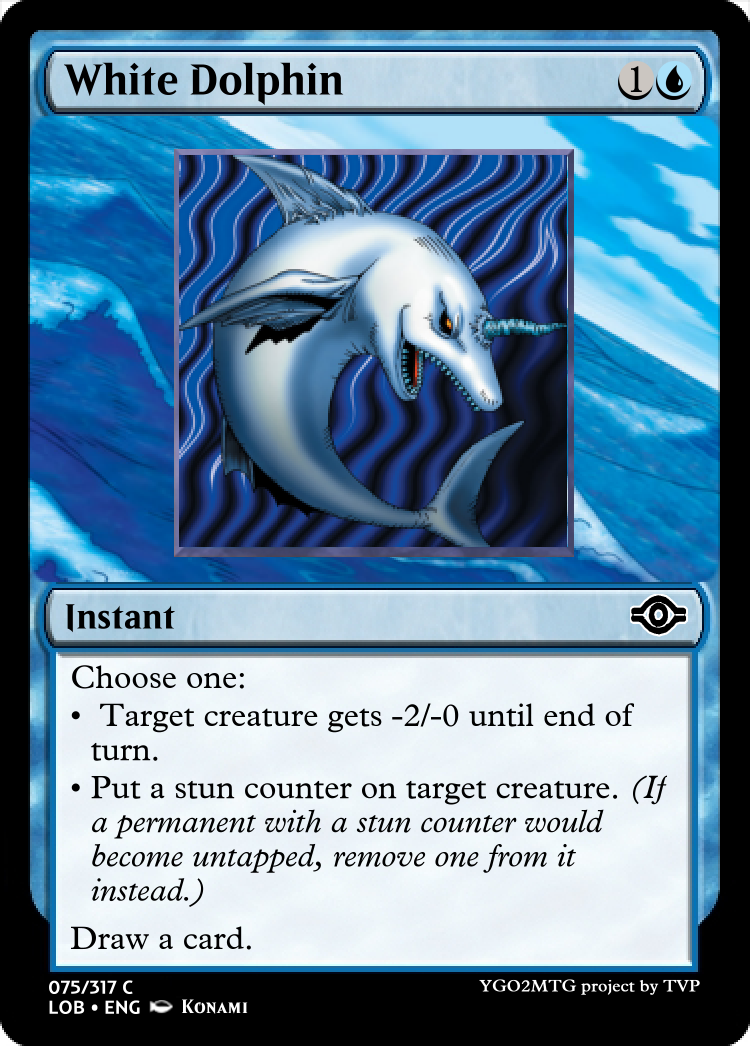 White Dolphin 1
Instant
Choose one:
• Target creature gets -2/-0 until end of
turn.
• Put a stun counter on target creature. (If
a permanent with a stun counter would
become untapped, remove one from it
instead.)
Draw a card.
075/317 C
YGO2MTG project by TVP
LOB • ENG KONAMI